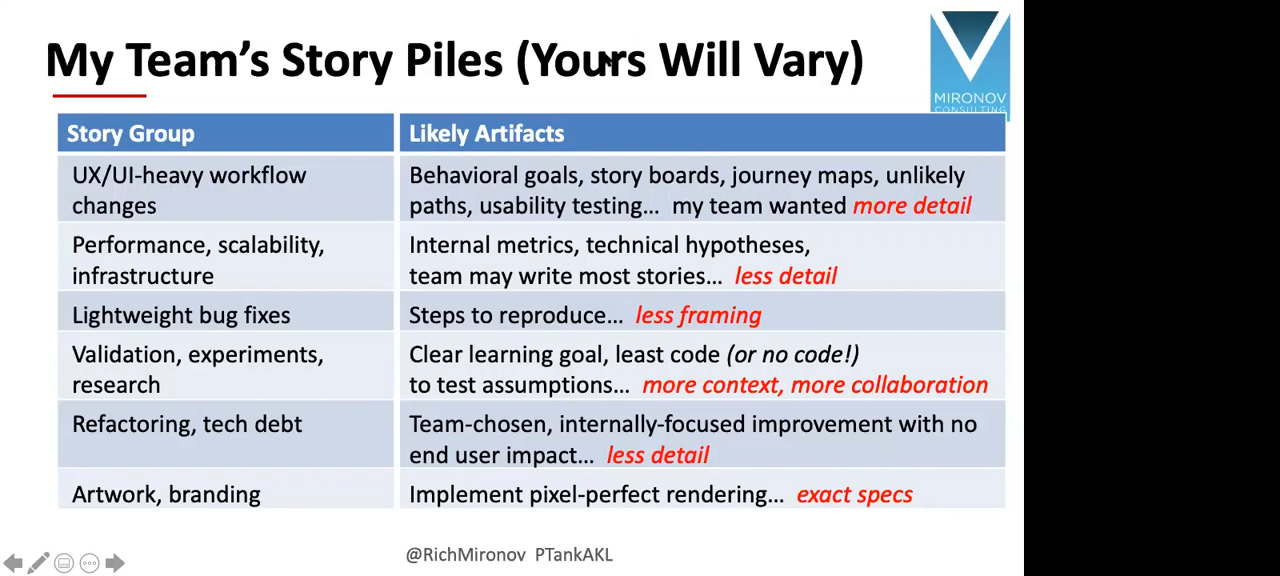 My Team's Story Piles (Yours Will Vary)
MIRONOV
CONSULTING
Story Group
Likely Artifacts
UX/UI-heavy workflow
changes
Behavioral goals, story boards, journey maps, unlikely
paths, usability testing… my team wanted more detail
Performance, scalability,
infrastructure
Internal metrics, technical hypotheses,
team may write most stories… less detail
Lightweight bug fixes
Steps to reproduce… less framing
Validation, experiments,
research
Clear learning goal, least code (or no code!)
to test assumptions… more context, more collaboration
Refactoring, tech debt
Team-chosen, internally-focused improvement with no
end user impact… less detail
Artwork, branding
Implement pixel-perfect rendering… exact specs
@RichMironov PTankAKL